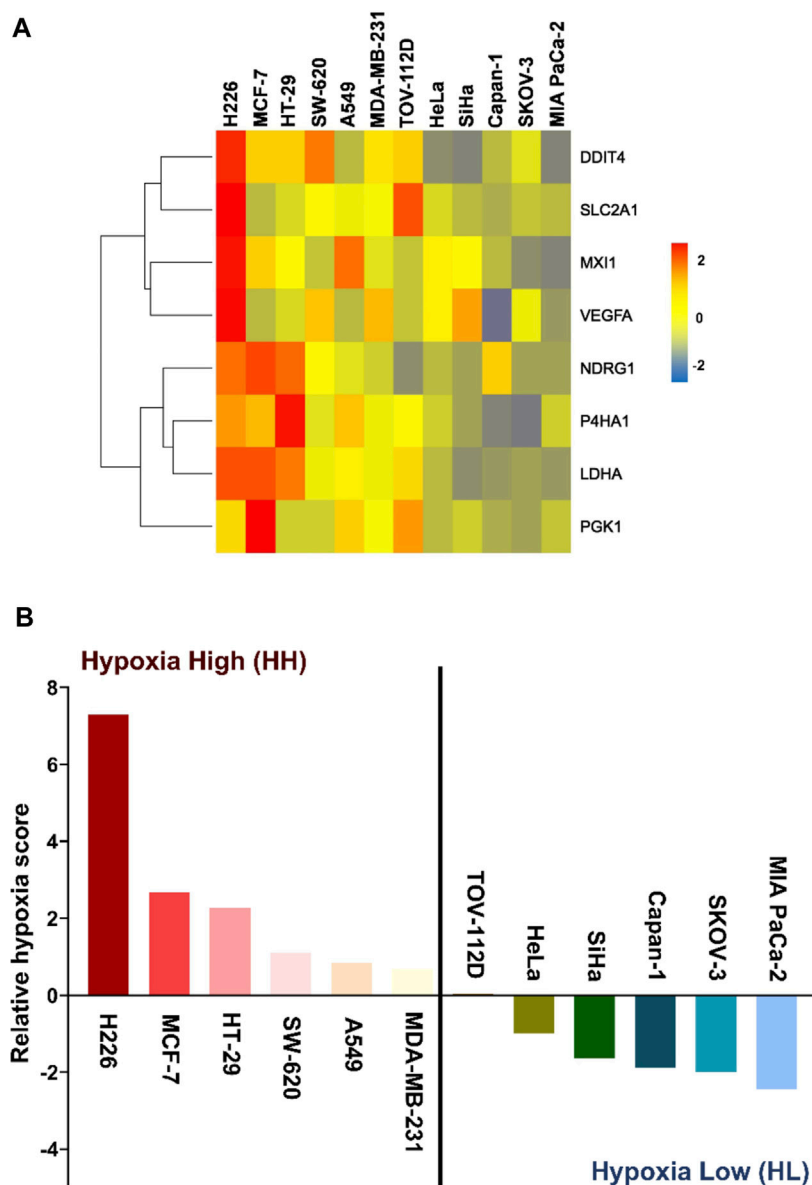 A
H226
MCF-7
HT-29
SW-620
A549
MDA-MB-231
TOV-112D
HeLa
SiHa
Capan-1
SKOV-3
MIA PaCa-2
DDIT4
SLC2A1
MXI1
VEGFA
NDRG1
P4HA1
LDHA
PGK1
2
0
-2
B
Hypoxia High (HH)
Relative hypoxia score
8
6
4
2
0
-2
-4
H226
MCF-7
HT-29
SW-620
A549
MDA-MB-231
TOV-112D
HeLa
SiHa
Capan-1
SKOV-3
MIA PaCa-2
Hypoxia Low (HL)